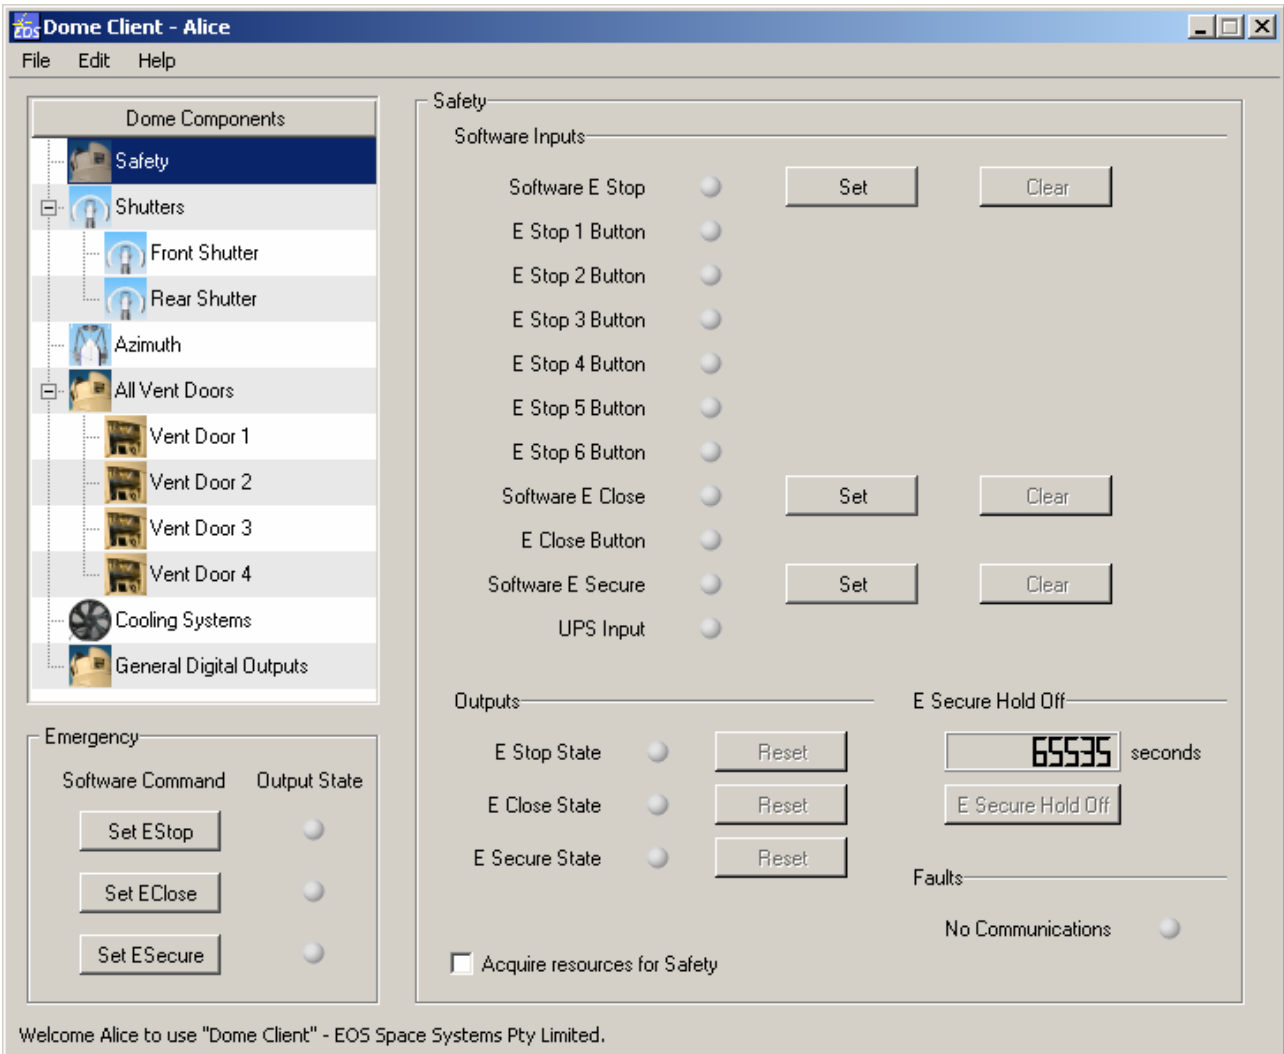 EOS Dome Client - Alice
File Edit Help
Dome Components
Safety
Shutters
Front Shutter
Rear Shutter
Azimuth
All Vent Doors
Vent Door 1
Vent Door 2
Vent Door 3
Vent Door 4
Cooling Systems
General Digital Outputs
Emergency
Software Command Output State
Set EStop
Set EClose
Set ESecure
Safety
Software Inputs
Software E Stop Set Clear
E Stop 1 Button
E Stop 2 Button
E Stop 3 Button
E Stop 4 Button
E Stop 5 Button
E Stop 6 Button
Software E Close Set Clear
E Close Button
Software E Secure Set Clear
UPS Input
Outputs
E Stop State Reset
E Close State Reset
E Secure State Reset
E Secure Hold Off
65535 seconds
E Secure Hold Off
Faults
No Communications
Acquire resources for Safety
Welcome Alice to use "Dome Client" - EOS Space Systems Pty Limited.